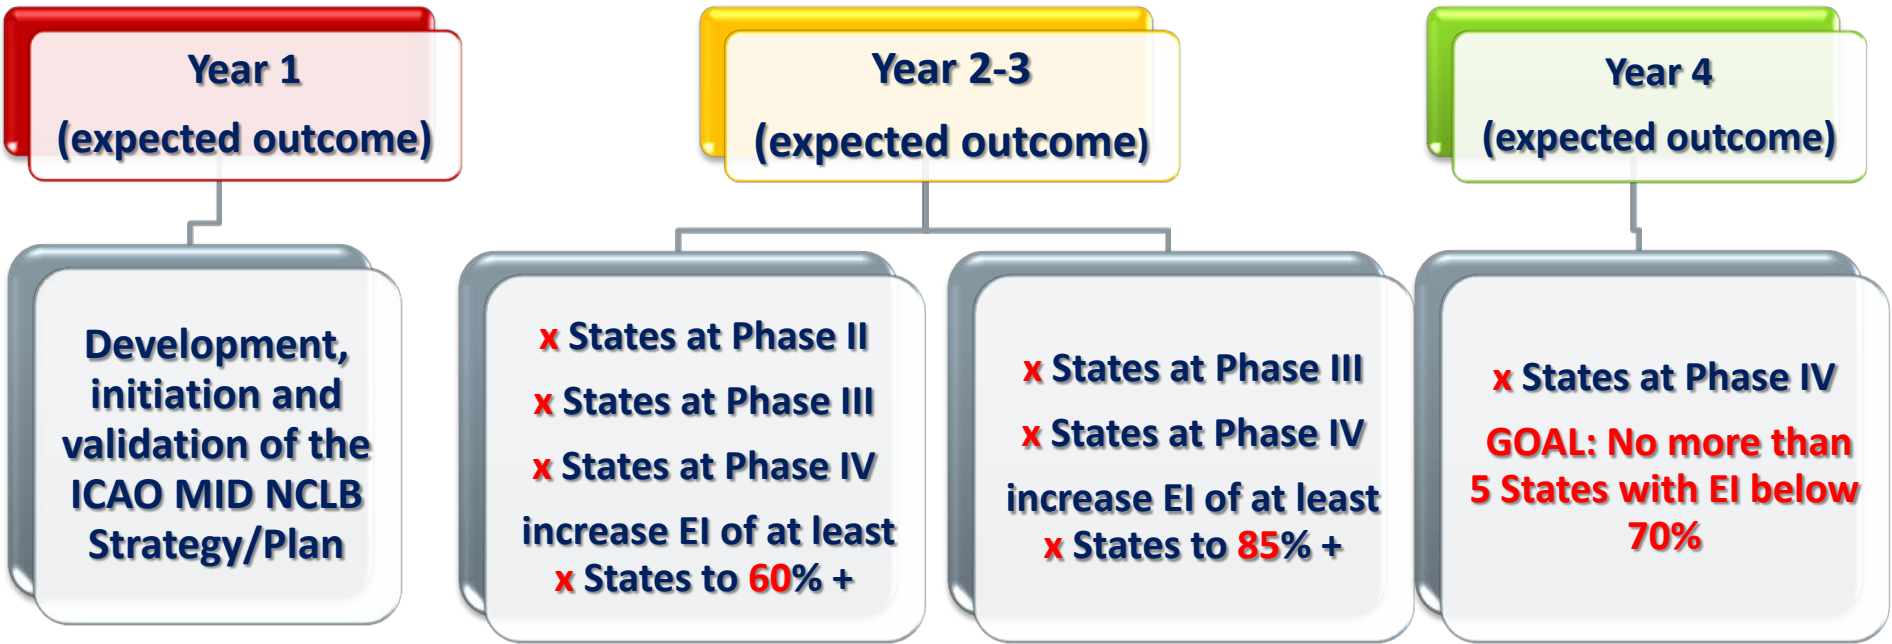 Year 1
(expected outcome)
Year 2-3
(expected outcome)
Year 4
(expected outcome)
Development,
initiation and
validation of the
ICAO MID NCLB
Strategy/Plan
x States at Phase II
x States at Phase III
x States at Phase IV
increase EI of at least
x States to 60% +
x States at Phase III
x States at Phase IV
increase EI of at least
x States to 85% +
x States at Phase IV
GOAL: No more than
5 States with EI below
70%